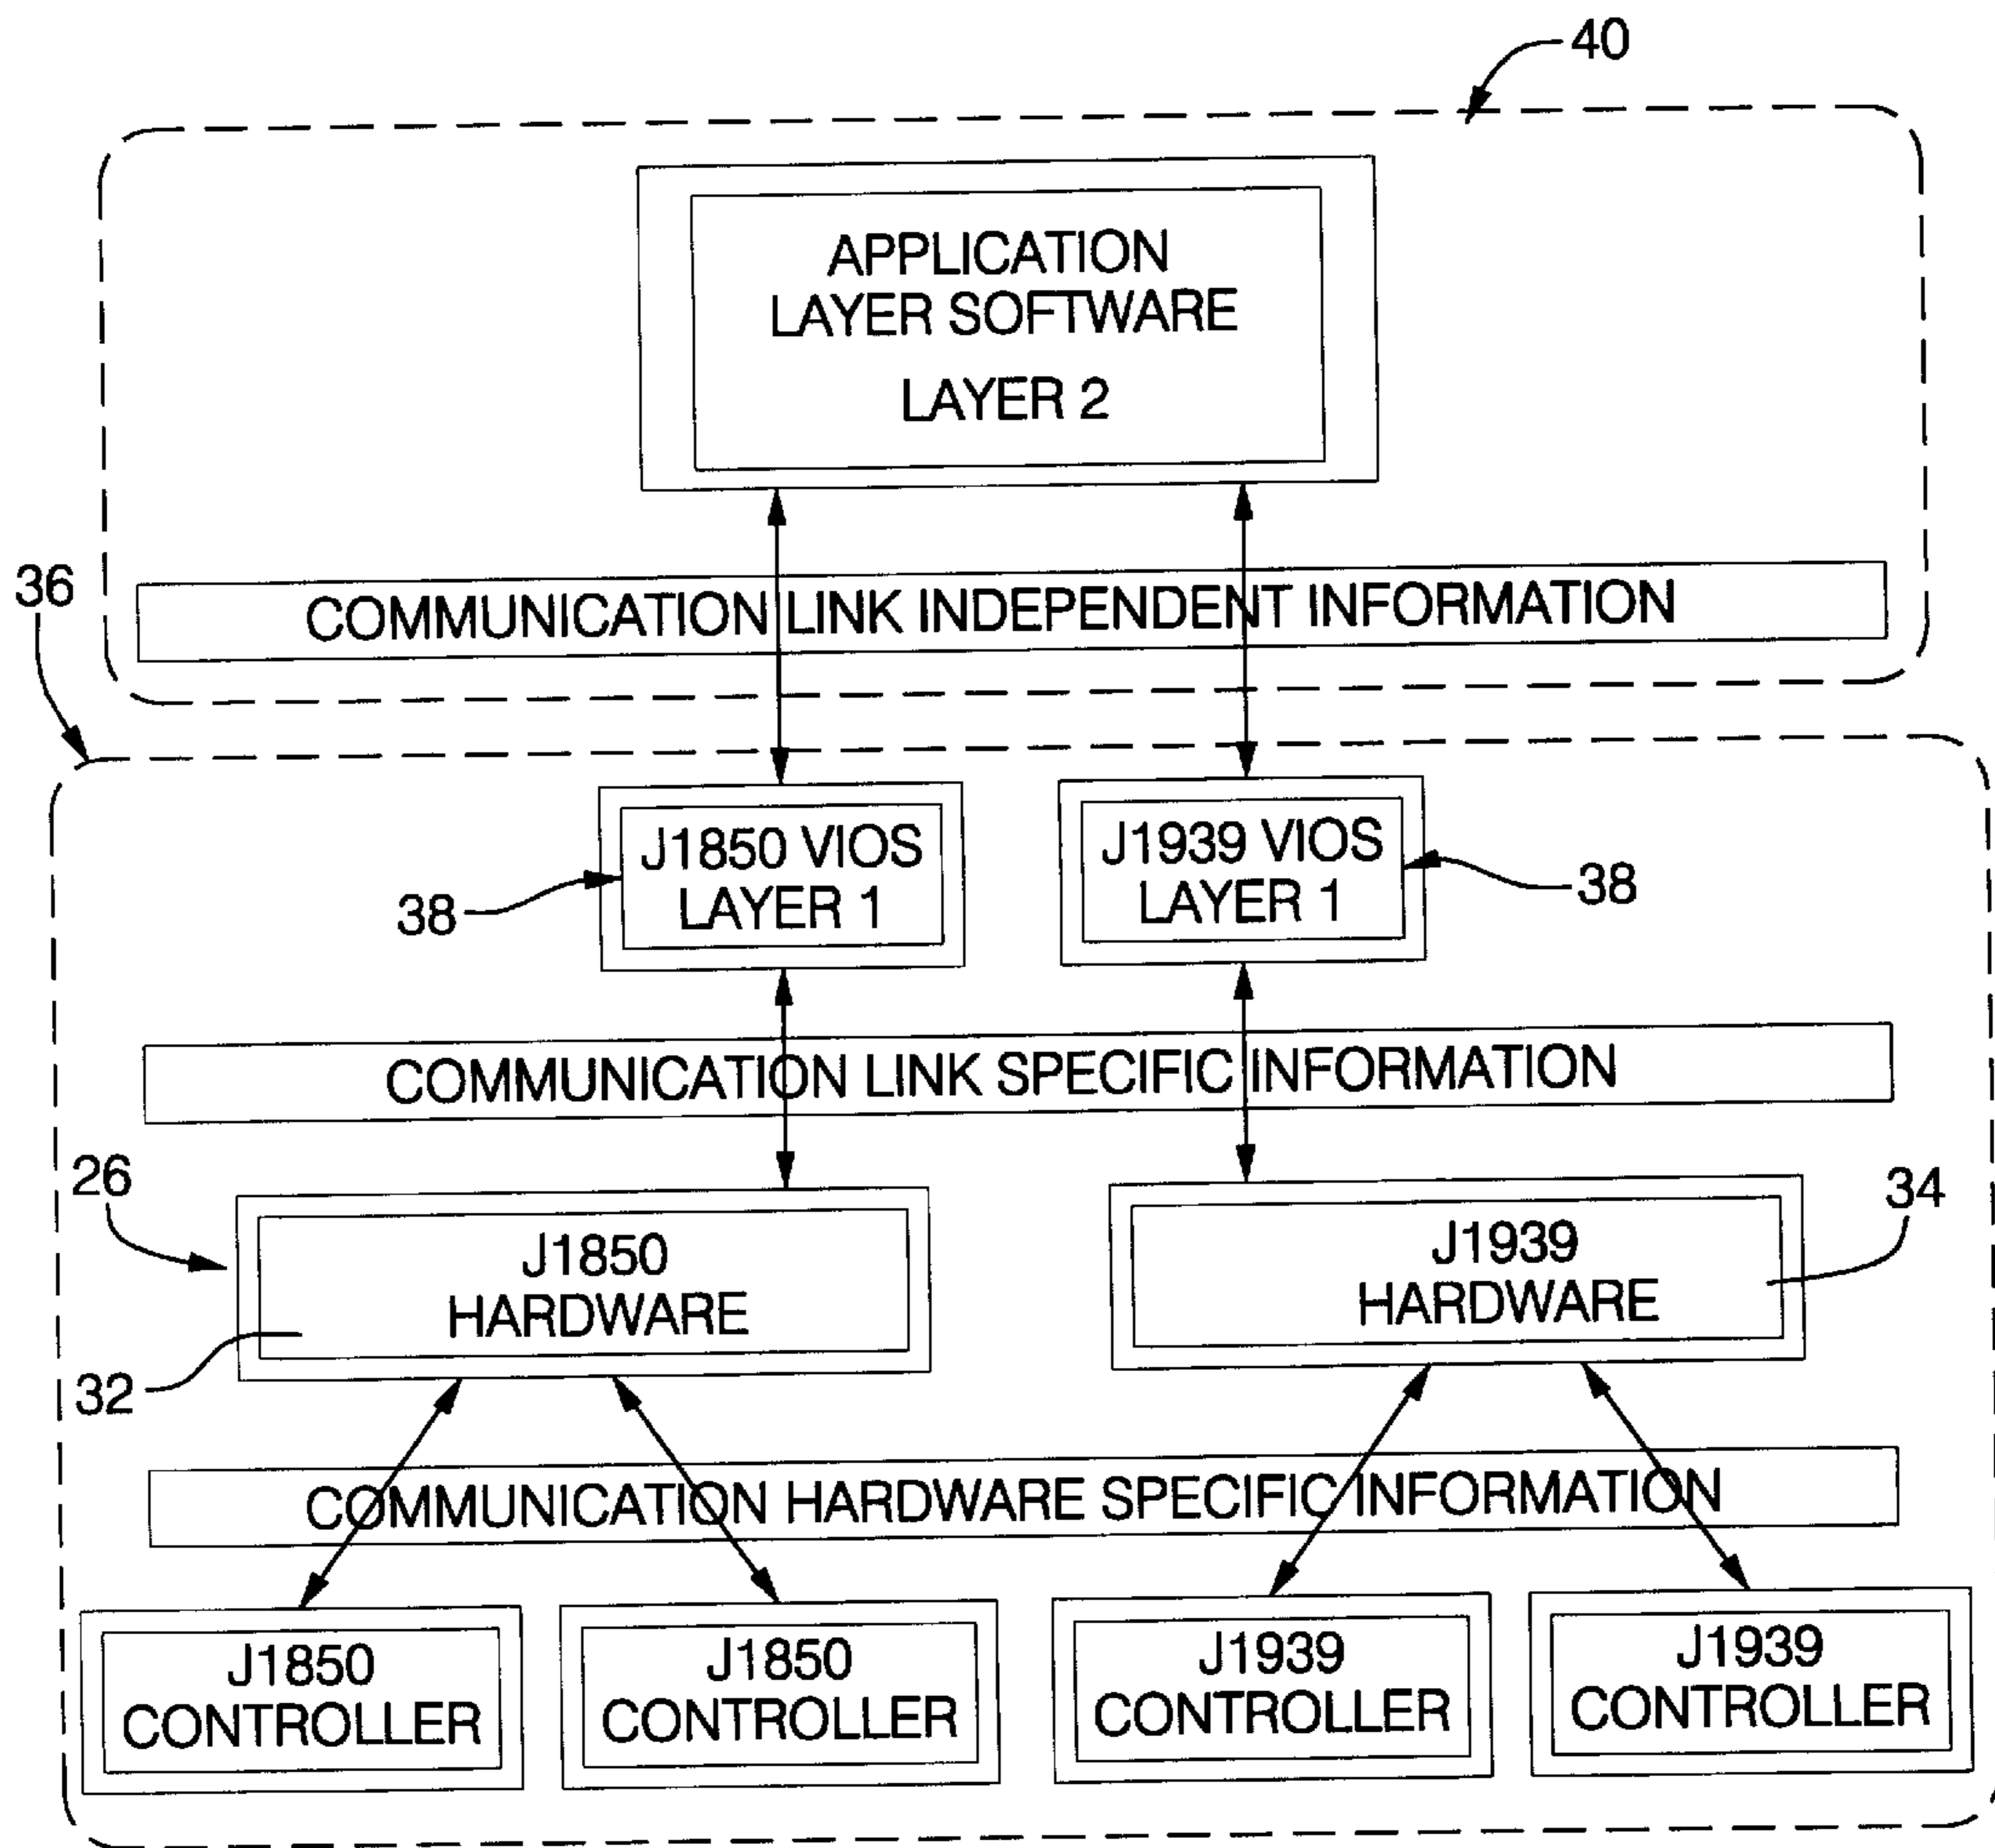 40
APPLICATION
LAYER SOFTWARE
LAYER 2
36
COMMUNICATION LINK INDEPENDENT INFORMATION
J1850 VIOS
LAYER 1
38
J1939 VIOS
LAYER 1
38
COMMUNICATION LINK SPECIFIC INFORMATION
26
34
J1850
HARDWARE
32
J1939
HARDWARE
COMMUNICATION HARDWARE SPECIFIC INFORMATION
J1850
CONTROLLER
J1850
CONTROLLER
J1939
CONTROLLER
J1939
CONTROLLER